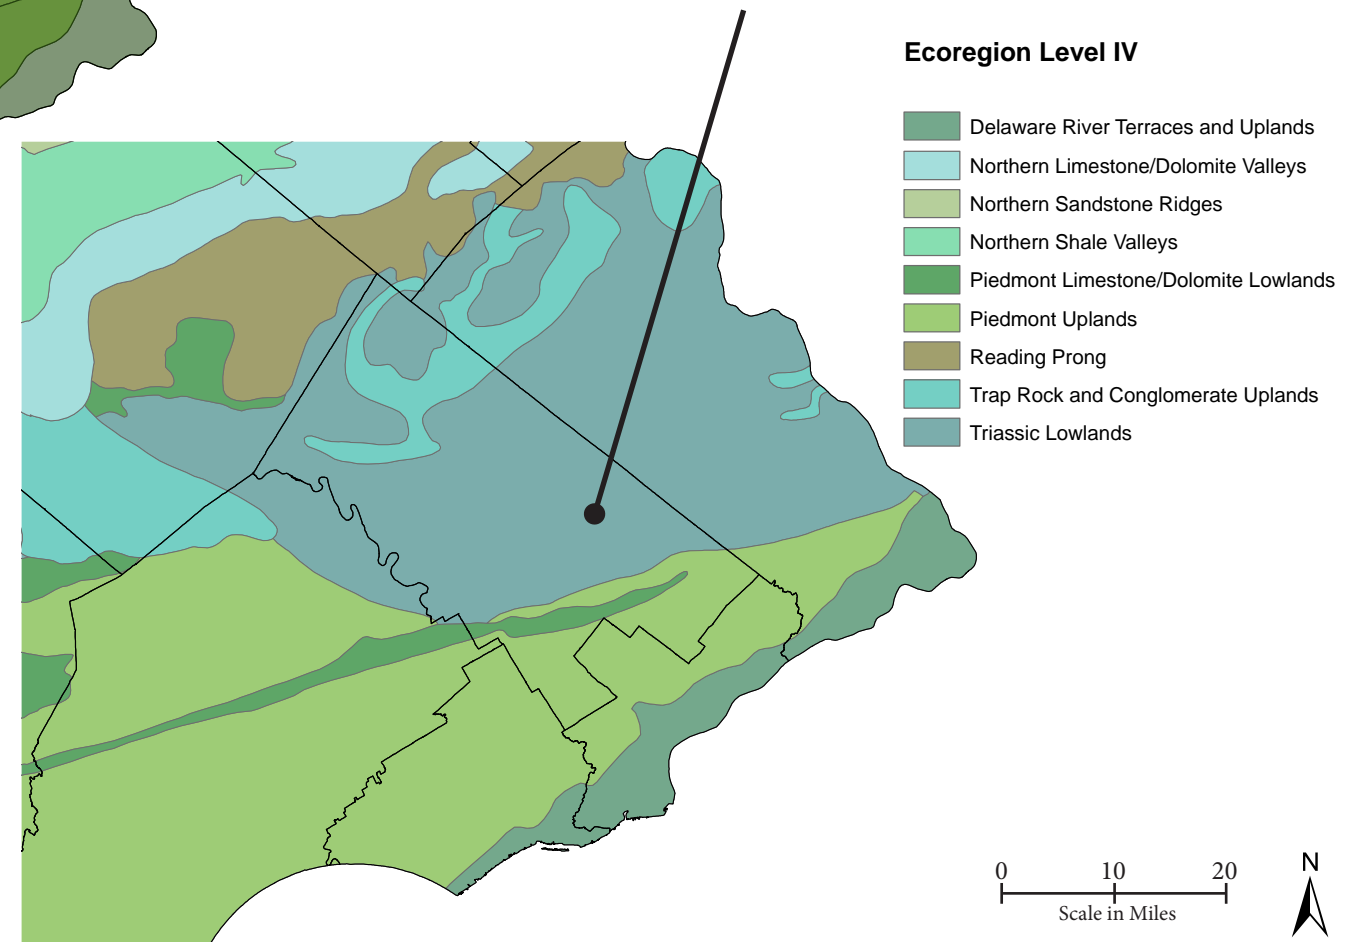 Ecoregion Level IV
Delaware River Terraces and Uplands
Northern Limestone/Dolomite Valleys
Northern Sandstone Ridges
Northern Shale Valleys
Piedmont Limestone/Dolomite Lowlands
Piedmont Uplands
Reading Prong
Trap Rock and Conglomerate Uplands
Triassic Lowlands
0 10 20
Scale in Miles
N